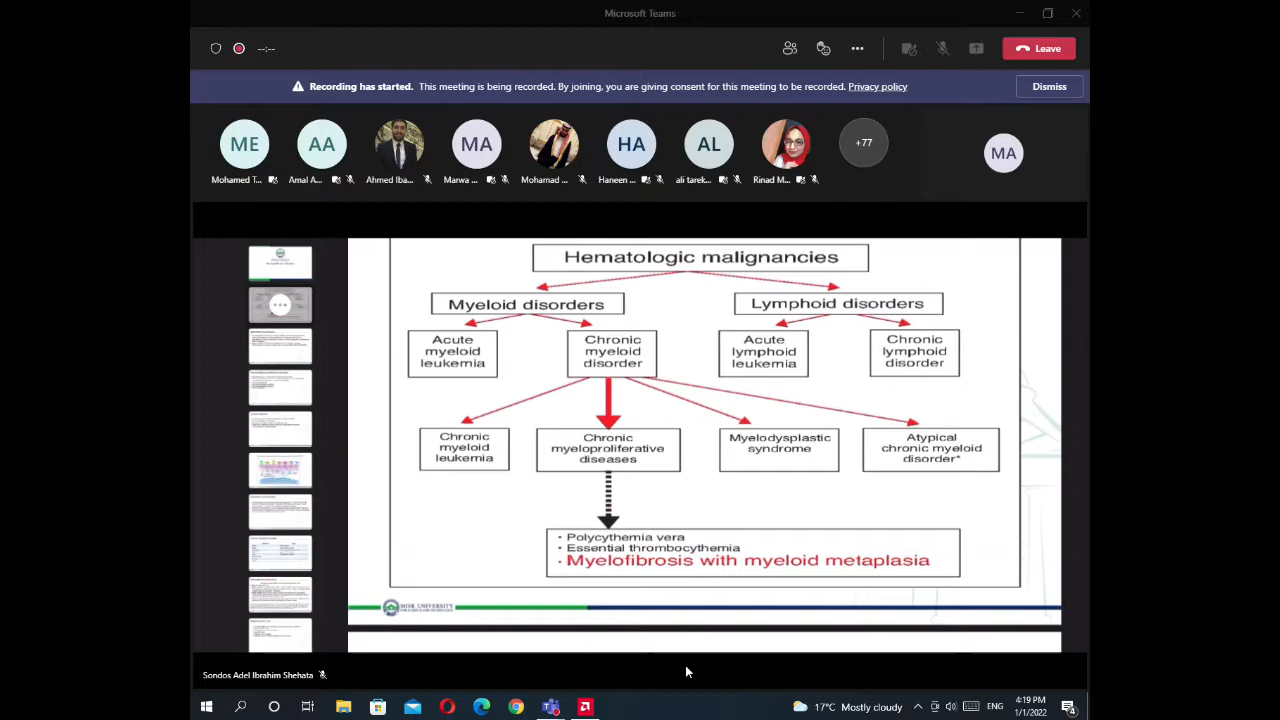 Microsoft Teams
--:--
Leave
Recording has started. This meeting is being recorded. By joining, you are giving consent for this meeting to be recorded. Privacy policy
Dismiss
ME
AA
MA
HA
AL
+77
MA
Mohamed T...
Amal A...
Ahmed Iba...
Marwa ...
Mohamad ...
Haneen ...
ali tarek...
Rinad M...
Hematologic malignancies
Myeloid disorders
Lymphoid disorders
Acute
myeloid
leukemia
Chronic
myeloid
disorder
Acute
lymphoid
leukemia
Chronic
lymphoid
disorder
Chronic
myeloid
leukemia
Chronic
myeloproliferative
diseases
Myelodysplastic
syndrome
Atypical
chronic myeloid
disorder*
• Polycythemia vera
• Essential thrombocythemia
• Myelofibrosis with myeloid metaplasia
MISR UNIVERSITY
FOR SCIENCE AND TECHNOLOGY
Sondos Adel Ibrahim Shehata
17°C Mostly cloudy
ENG
4:19 PM
1/1/2022
4